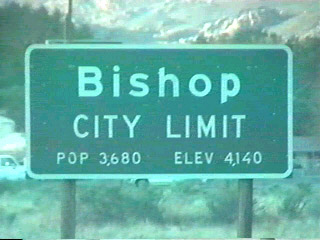 Bishop
CITY LIMIT
POP 3,680 ELEV 4,140